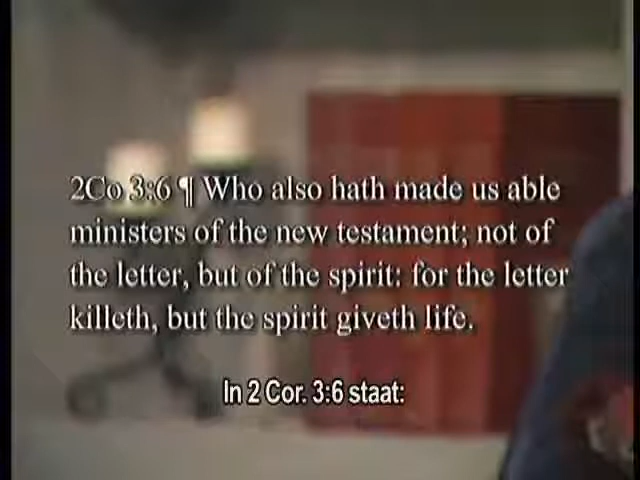 2Co 3:6 ¶ Who also hath made us able
ministers of the new testament; not of
the letter, but of the spirit: for the letter
killeth, but the spirit giveth life.
In 2 Cor. 3:6 staat: